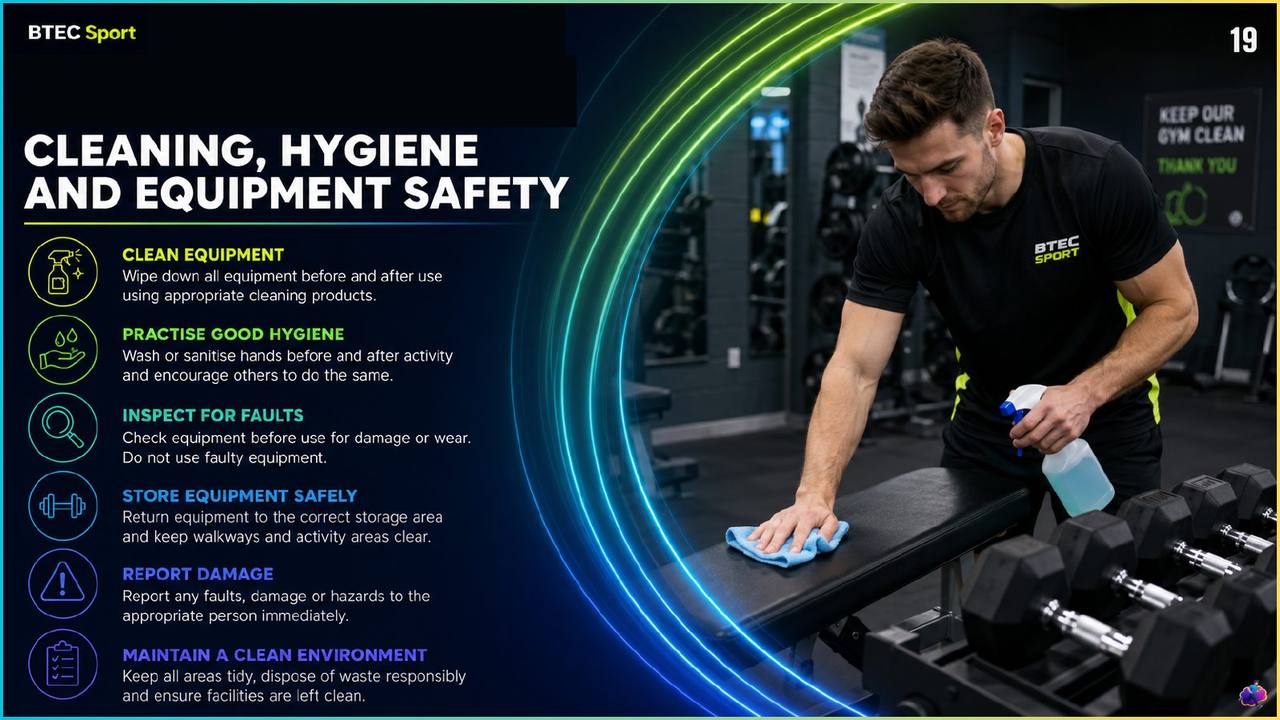 BTEC Sport
19
CLEANING, HYGIENE
AND EQUIPMENT SAFETY
CLEAN EQUIPMENT
Wipe down all equipment before and after use
using appropriate cleaning products.
PRACTISE GOOD HYGIENE
Wash or sanitise hands before and after activity
and encourage others to do the same.
INSPECT FOR FAULTS
Check equipment before use for damage or wear.
Do not use faulty equipment.
STORE EQUIPMENT SAFELY
Return equipment to the correct storage area
and keep walkways and activity areas clear.
REPORT DAMAGE
Report any faults, damage or hazards to the
appropriate person immediately.
MAINTAIN A CLEAN ENVIRONMENT
Keep all areas tidy, dispose of waste responsibly
and ensure facilities are left clean.
KEEP OUR
GYM CLEAN
THANK YOU
BTEC
SPORT